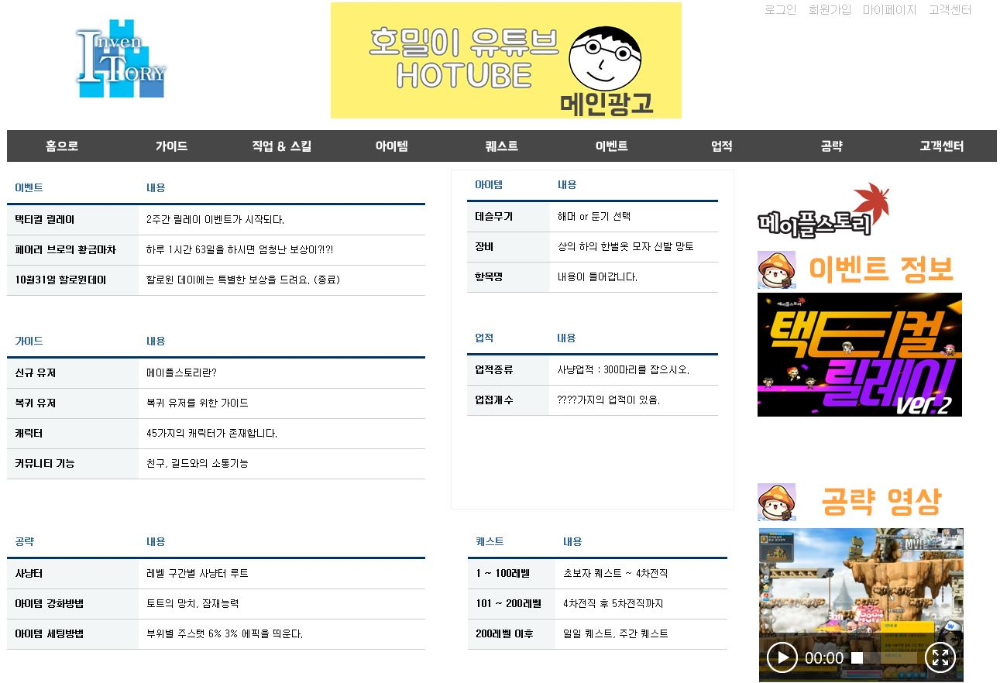 로그인 회원가입 마이페이지 고객센터
Inven
Tory
호밀이 유튜브
HOTUBE
메인광고
홈으로 가이드 직업 & 스킬 아이템 퀘스트 이벤트 업적 공략 고객센터
이벤트 내용
택티컬 릴레이 2주간 릴레이 이벤트가 시작되다.
페어리 브로의 황금마차 하루 1시간 63일을 하시면 엄청난 보상이?!?!
10월31일 할로윈데이 할로윈 데이에는 특별한 보상을 드려요. (종료)
가이드 내용
신규 유저 메이플스토리란?
복귀 유저 복귀 유저를 위한 가이드
캐릭터 45가지의 캐릭터가 존재합니다.
커뮤니티 기능 친구, 길드와의 소통기능
공략 내용
사냥터 레벨 구간별 사냥터 루트
아이템 강화방법 토트의 망치, 잠재능력
아이템 세팅방법 부위별 주스탯 6% 3% 에픽을 띄운다.
아이템 내용
데슬무기 해머 or 둔기 선택
장비 상의 하의 한벌옷 모자 신발 망토
항목명 내용이 들어갑니다.
업적 내용
업적종류 사냥업적 : 300마리를 잡으시오.
업접개수 ????가지의 업적이 있음.
퀘스트 내용
1 ~ 100레벨 초보자 퀘스트 ~ 4차전직
101 ~ 200레벨 4차전직 후 5차전직까지
200레벨 이후 일일 퀘스트, 주간 퀘스트
메이플스토리
이벤트 정보
메이플스토리
택티컬
릴레이
ver.2
공략 영상
MVP
00:00